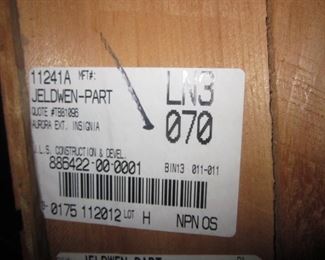 11241A MFT#:
JELDWEN-PART
QUOTE #TB81096
AURORA EXT. INSIGNIA
LN3
070
J.L.S. CONSTRUCTION & DEVEL
886422-00-0001 BIN13 011-011
0175 112012 LOT H NPN OS
JELDWEN-PART